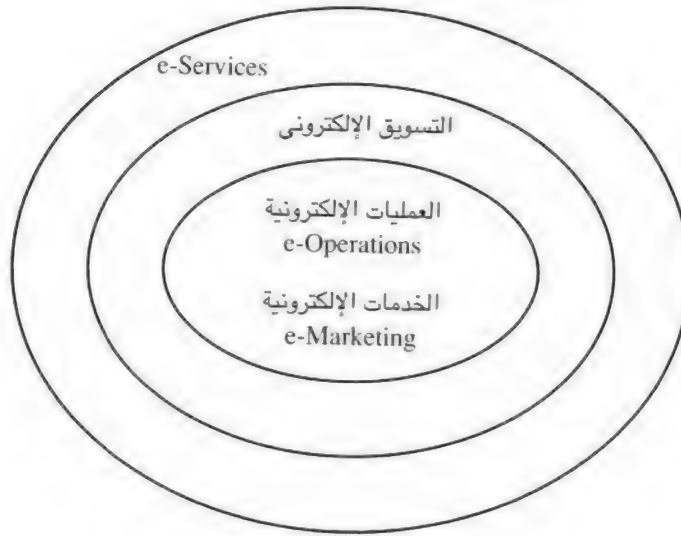 e-Services
التسويق الإلكترونى
العمليات الإلكترونية
e-Operations
الخدمات الإلكترونية
e-Marketing